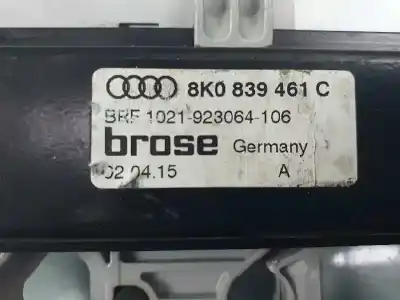 8K0 839 461 C
BRF 1021-923064-106
brose Germany
02.04.15 A